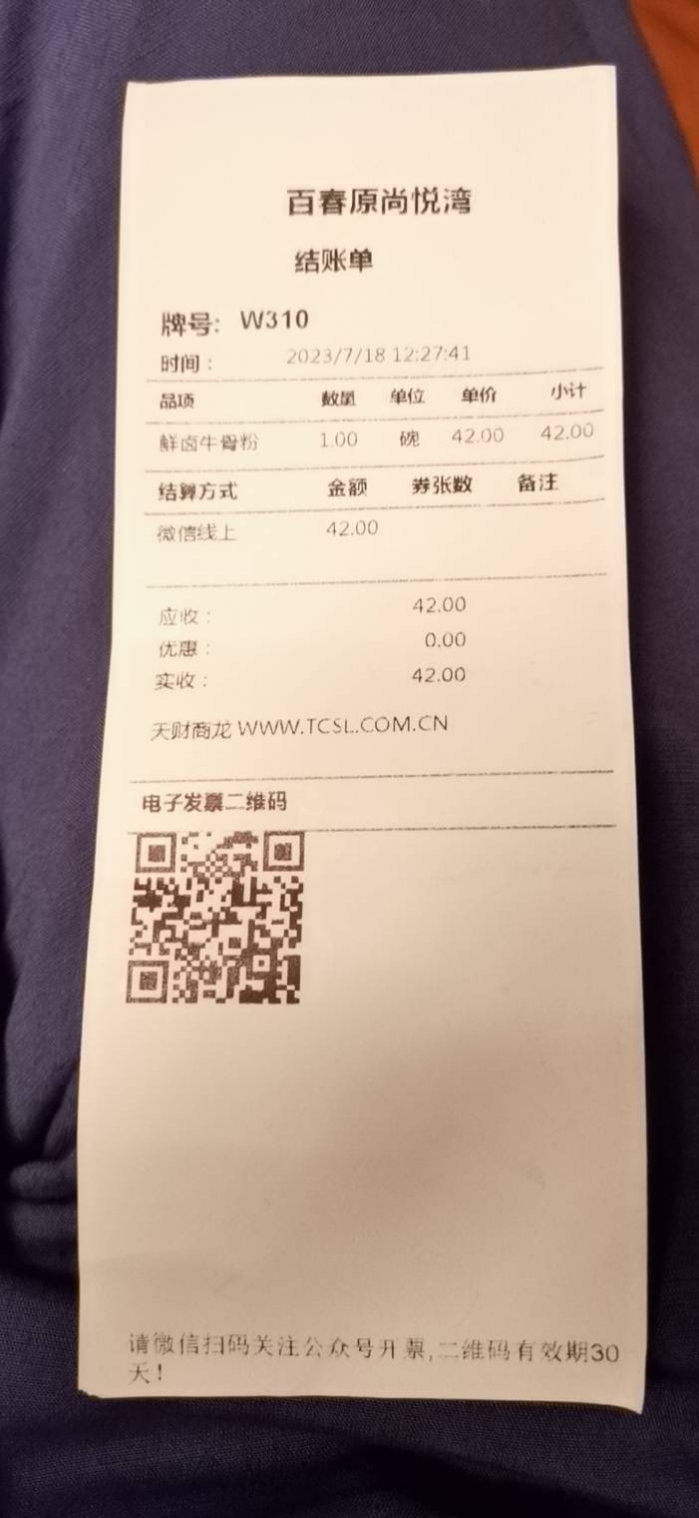 百春原尚悦湾
结账单
牌号: W310
时间: 2023/7/18 12:27:41
品项 数量 单位 单价 小计
鲜卤牛骨粉 1.00 碗 42.00 42.00
结算方式 金额 券张数 备注
微信线上 42.00
应收: 42.00
优惠: 0.00
实收: 42.00
天财商龙 WWW.TCSL.COM.CN
电子发票二维码
请微信扫码关注公众号开票,二维码有效期30
天!